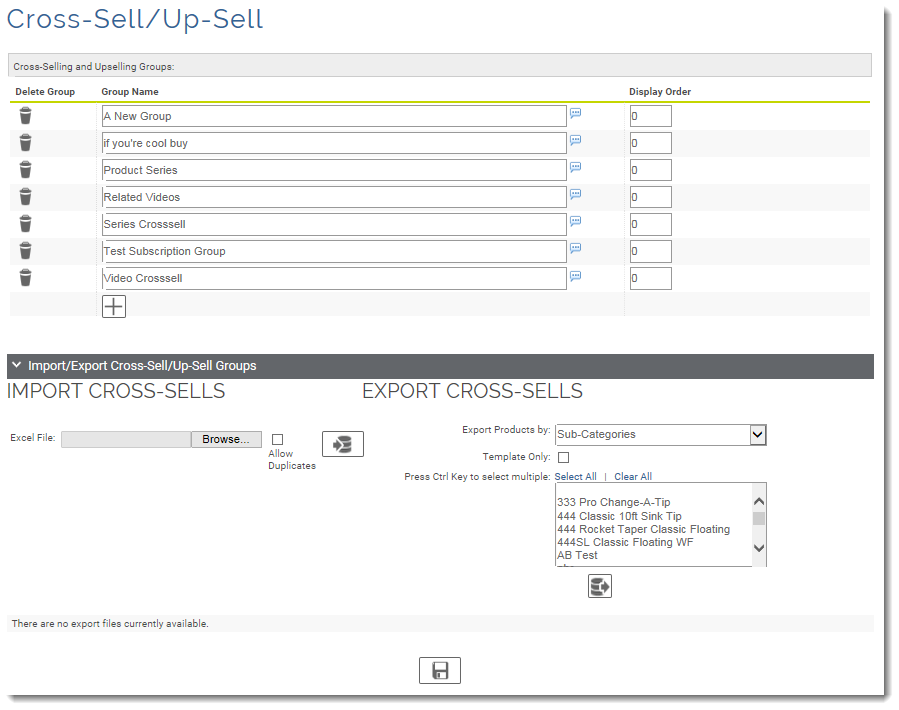 Cross-Sell/Up-Sell
Cross-Selling and Upselling Groups:
Delete Group Group Name Display Order
A New Group 0
if you're cool buy 0
Product Series 0
Related Videos 0
Series Crosssell 0
Test Subscription Group 0
Video Crosssell 0
Import/Export Cross-Sell/Up-Sell Groups
IMPORT CROSS-SELLS
Excel File: Browse...
Allow
Duplicates
EXPORT CROSS-SELLS
Export Products by: Sub-Categories
Template Only:
Press Ctrl Key to select multiple: Select All | Clear All
333 Pro Change-A-Tip
444 Classic 10ft Sink Tip
444 Rocket Taper Classic Floating
444SL Classic Floating WF
AB Test
There are no export files currently available.